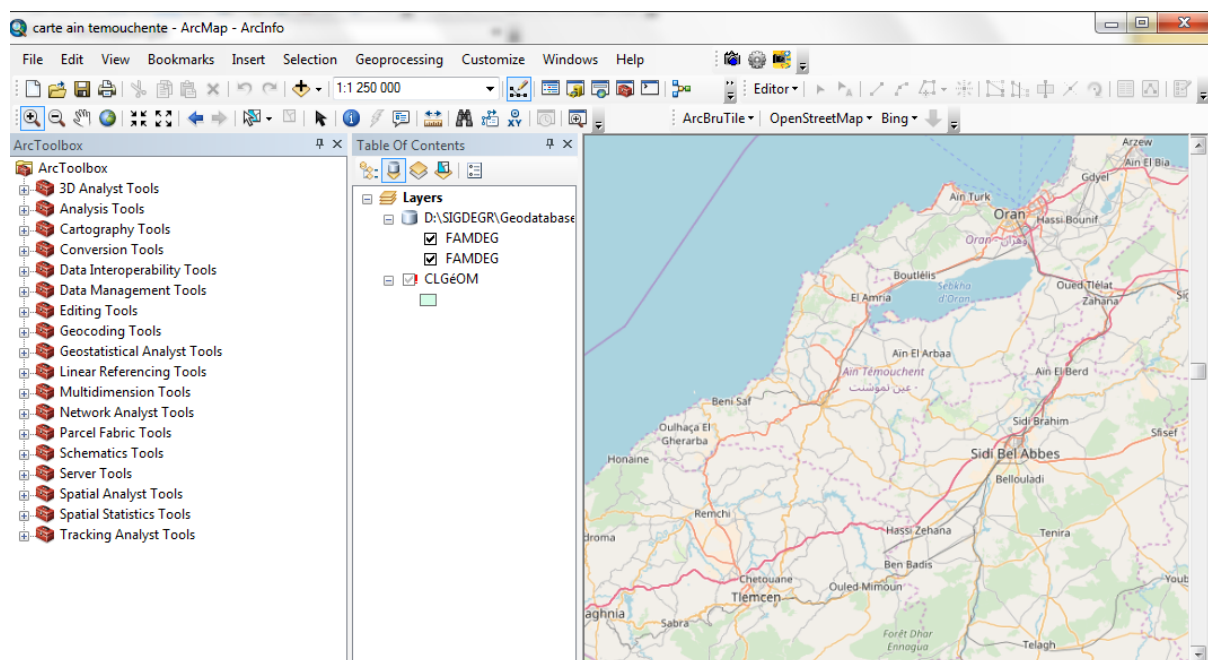 carte ain temouchente - ArcMap - ArcInfo
File Edit View Bookmarks Insert Selection Geoprocessing Customize Windows Help
1:1 250 000
Editor
ArcBruTile OpenStreetMap Bing
ArcToolbox
ArcToolbox
3D Analyst Tools
Analysis Tools
Cartography Tools
Conversion Tools
Data Interoperability Tools
Data Management Tools
Editing Tools
Geocoding Tools
Geostatistical Analyst Tools
Linear Referencing Tools
Multidimension Tools
Network Analyst Tools
Parcel Fabric Tools
Schematics Tools
Server Tools
Spatial Analyst Tools
Spatial Statistics Tools
Tracking Analyst Tools
Table Of Contents
Layers
D:\SIGDEGR\Geodatabase
FAMDEG
FAMDEG
CLGéOM
Arzew
Ain El Bia
Gdyel
Ain Turk
Oran
Hassi Bounif
Oran وهران
Boutlélis
Sebkha
d'Oran
Oued Tlélat
El Amria
Zahana
Sig
Ain El Arbaa
Ain Témouchent
عين تموشنت
Ain El Berd
Beni Saf
Oulhaça El
Gherarba
Sidi Brahim
Sfisef
Honaine
Sidi Bel Abbes
Bellouladi
Remchi
droma
Hassi Zehana
Tenira
Ben Badis
Chetouane
Ouled Mimoun
Youb
Tlemcen
aghnia
Sabra
Forêt Dhar
Ennagua
Telagh